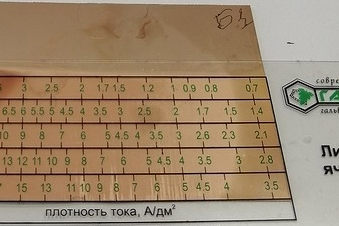 Б4
3 2.5 2 1.7 1.5 1.2 1 0.9 0.8 0.7
6.5 5.5 5 4.5 4 3.5 3 2.5 2 1.7 1.5 1.4
10 9 8 7 6 5 4.5 4 3.5 3 2.6 2.3 2.1
13 12 11 10 9 8 7 6 5 4.5 4 3.5 3 2.8
15 13 11 10 9 8 7 6 5 4.5 4 3.5
плотность тока, А/дм²
совре
ГА
галь
Ли
яч